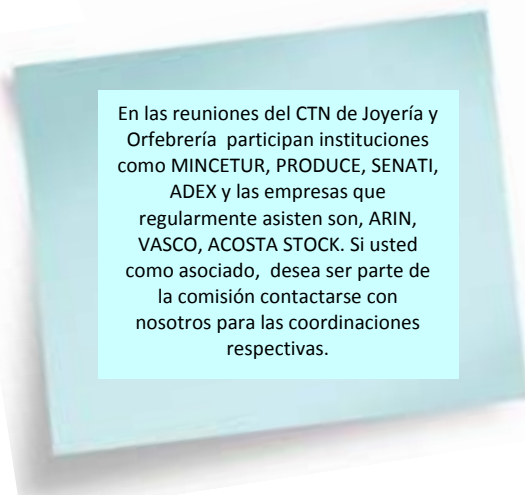 En las reuniones del CTN de Joyería y
Orfebrería participan instituciones
como MINCETUR, PRODUCE, SENATI,
ADEX y las empresas que
regularmente asisten son, ARIN,
VASCO, ACOSTA STOCK. Si usted
como asociado, desea ser parte de
la comisión contactarse con
nosotros para las coordinaciones
respectivas.